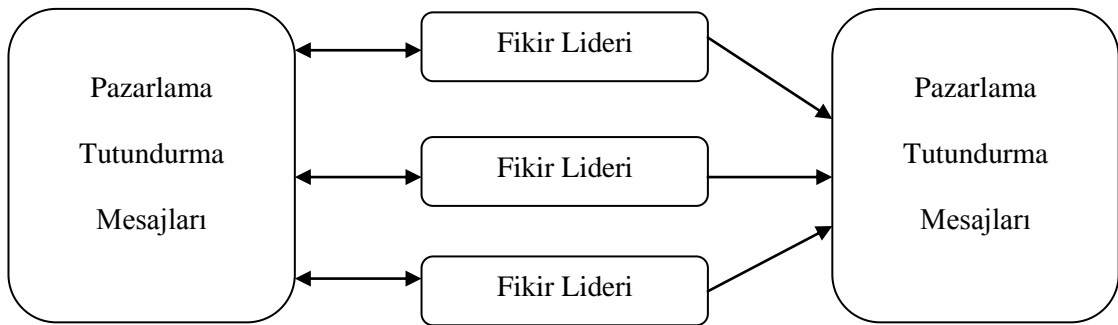 Pazarlama
Tutundurma
Mesajları
Fikir Lideri
Fikir Lideri
Fikir Lideri
Pazarlama
Tutundurma
Mesajları